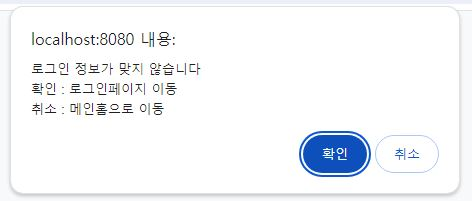 localhost:8080 내용:
로그인 정보가 맞지 않습니다
확인 : 로그인페이지 이동
취소 : 메인홈으로 이동
확인 취소